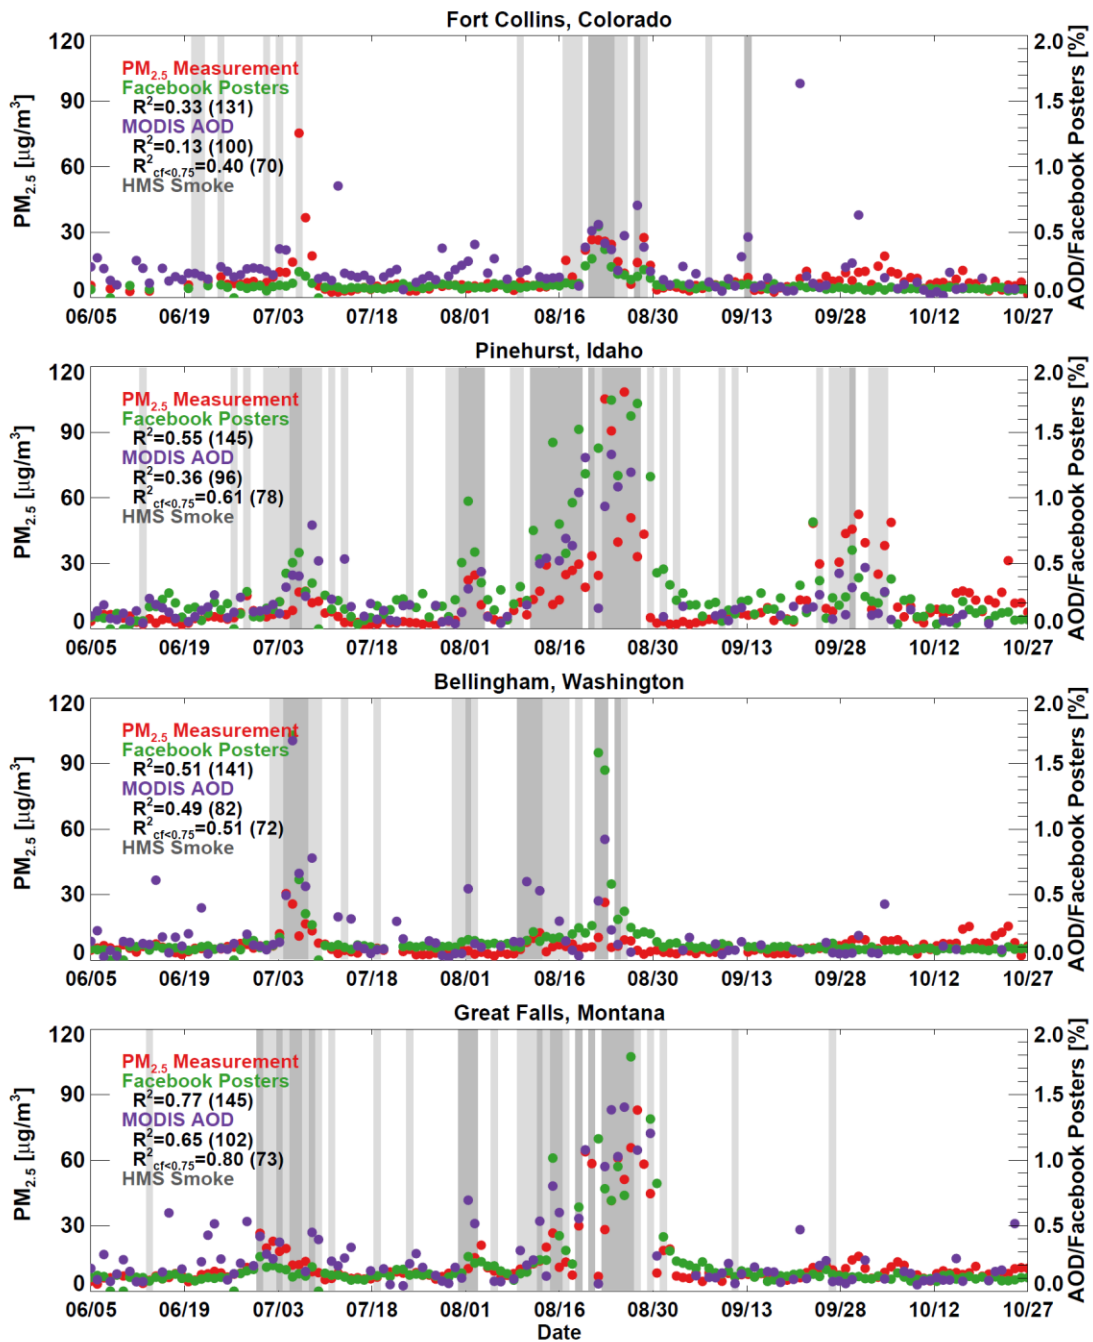 Fort Collins, Colorado
120
90
60
30
0
PM2.5 [μg/m3]
PM2.5 Measurement
Facebook Posters
R2=0.33 (131)
MODIS AOD
R2=0.13 (100)
R2cf<0.75=0.40 (70)
HMS Smoke
2.0
1.5
1.0
0.5
0.0
AOD/Facebook Posters [%]
06/05 06/19 07/03 07/18 08/01 08/16 08/30 09/13 09/28 10/12 10/27
Pinehurst, Idaho
120
90
60
30
0
PM2.5 [μg/m3]
PM2.5 Measurement
Facebook Posters
R2=0.55 (145)
MODIS AOD
R2=0.36 (96)
R2cf<0.75=0.61 (78)
HMS Smoke
2.0
1.5
1.0
0.5
0.0
AOD/Facebook Posters [%]
06/05 06/19 07/03 07/18 08/01 08/16 08/30 09/13 09/28 10/12 10/27
Bellingham, Washington
120
90
60
30
0
PM2.5 [μg/m3]
PM2.5 Measurement
Facebook Posters
R2=0.51 (141)
MODIS AOD
R2=0.49 (82)
R2cf<0.75=0.51 (72)
HMS Smoke
2.0
1.5
1.0
0.5
0.0
AOD/Facebook Posters [%]
06/05 06/19 07/03 07/18 08/01 08/16 08/30 09/13 09/28 10/12 10/27
Great Falls, Montana
120
90
60
30
0
PM2.5 [μg/m3]
PM2.5 Measurement
Facebook Posters
R2=0.77 (145)
MODIS AOD
R2=0.65 (102)
R2cf<0.75=0.80 (73)
HMS Smoke
2.0
1.5
1.0
0.5
0.0
AOD/Facebook Posters [%]
06/05 06/19 07/03 07/18 08/01 08/16 08/30 09/13 09/28 10/12 10/27
Date